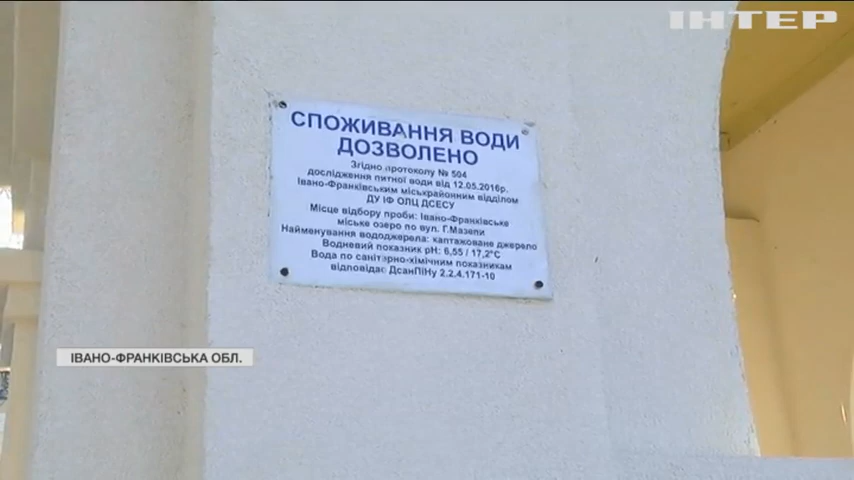 ІНТЕР
СПОЖИВАННЯ ВОДИ
ДОЗВОЛЕНО
Згідно протоколу № 504
дослідження питної води від 12.05.2016р.
Івано-Франківським міськрайонним відділом
ДУ ІФ ОЛЦ ДСЕСУ
Місце відбору проби: Івано-Франківське
міське озеро по вул. Г.Мазепи
Найменування вододжерела: каптажоване джерело
Водневий показник pH: 6,55 / 17,2°С
Вода по санітарно-хімічним показникам
відповідає ДсанПіНу 2.2.4.171-10
ІВАНО-ФРАНКІВСЬКА ОБЛ.